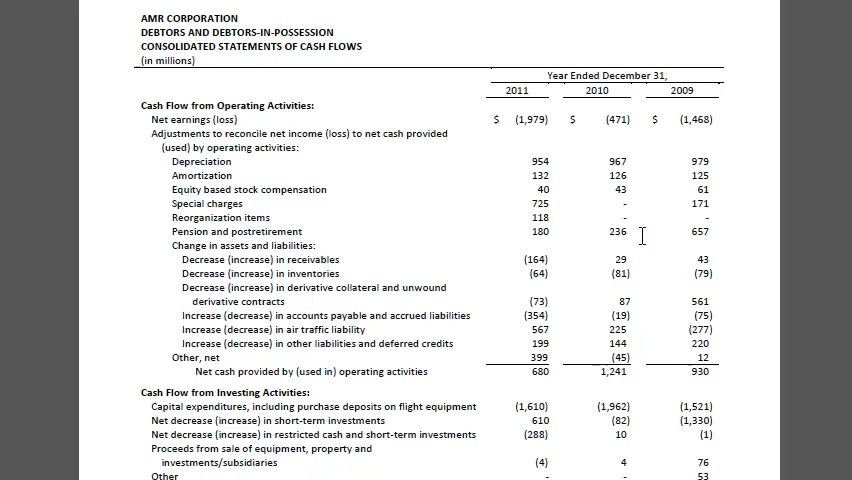 AMR CORPORATION
DEBTORS AND DEBTORS-IN-POSSESSION
CONSOLIDATED STATEMENTS OF CASH FLOWS
(in millions)
Year Ended December 31,
2011 2010 2009
Cash Flow from Operating Activities:
Net earnings (loss) $ (1,979) $ (471) $ (1,468)
Adjustments to reconcile net income (loss) to net cash provided
(used) by operating activities:
Depreciation 954 967 979
Amortization 132 126 125
Equity based stock compensation 40 43 61
Special charges 725 - 171
Reorganization items 118 - -
Pension and postretirement 180 236 657
Change in assets and liabilities:
Decrease (increase) in receivables (164) 29 43
Decrease (increase) in inventories (64) (81) (79)
Decrease (increase) in derivative collateral and unwound
derivative contracts (73) 87 561
Increase (decrease) in accounts payable and accrued liabilities (354) (19) (75)
Increase (decrease) in air traffic liability 567 225 (277)
Increase (decrease) in other liabilities and deferred credits 199 144 220
Other, net 399 (45) 12
Net cash provided by (used in) operating activities 680 1,241 930
Cash Flow from Investing Activities:
Capital expenditures, including purchase deposits on flight equipment (1,610) (1,962) (1,521)
Net decrease (increase) in short-term investments 610 (82) (1,330)
Net decrease (increase) in restricted cash and short-term investments (288) 10 (1)
Proceeds from sale of equipment, property and
investments/subsidiaries (4) 4 76
Other - - 53